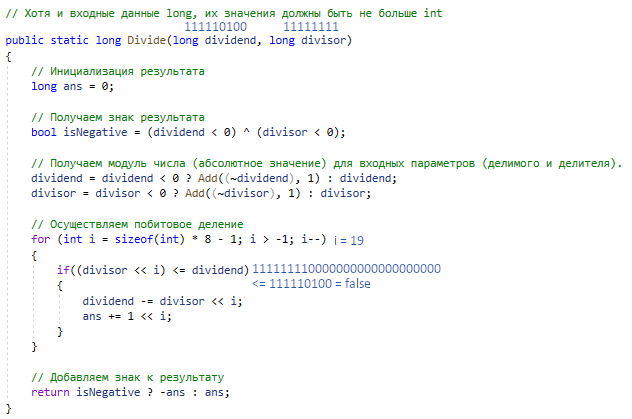 // Хотя и входные данные long, их значения должны быть не больше int
111110100 11111111
public static long Divide(long dividend, long divisor)
{
// Инициализация результата
long ans = 0;
// Получаем знак результата
bool isNegative = (dividend < 0) ^ (divisor < 0);
// Получаем модуль числа (абсолютное значение) для входных параметров (делимого и делителя).
dividend = dividend < 0 ? Add((~dividend), 1) : dividend;
divisor = divisor < 0 ? Add((~divisor), 1) : divisor;
// Осуществляем побитовое деление
for (int i = sizeof(int) * 8 - 1; i > -1; i--) i = 19
{
if((divisor << i) <= dividend) 111111110000000000000000000
{ <= 111110100 = false
dividend -= divisor << i;
ans += 1 << i;
}
}
// Добавляем знак к результату
return isNegative ? -ans : ans;
}